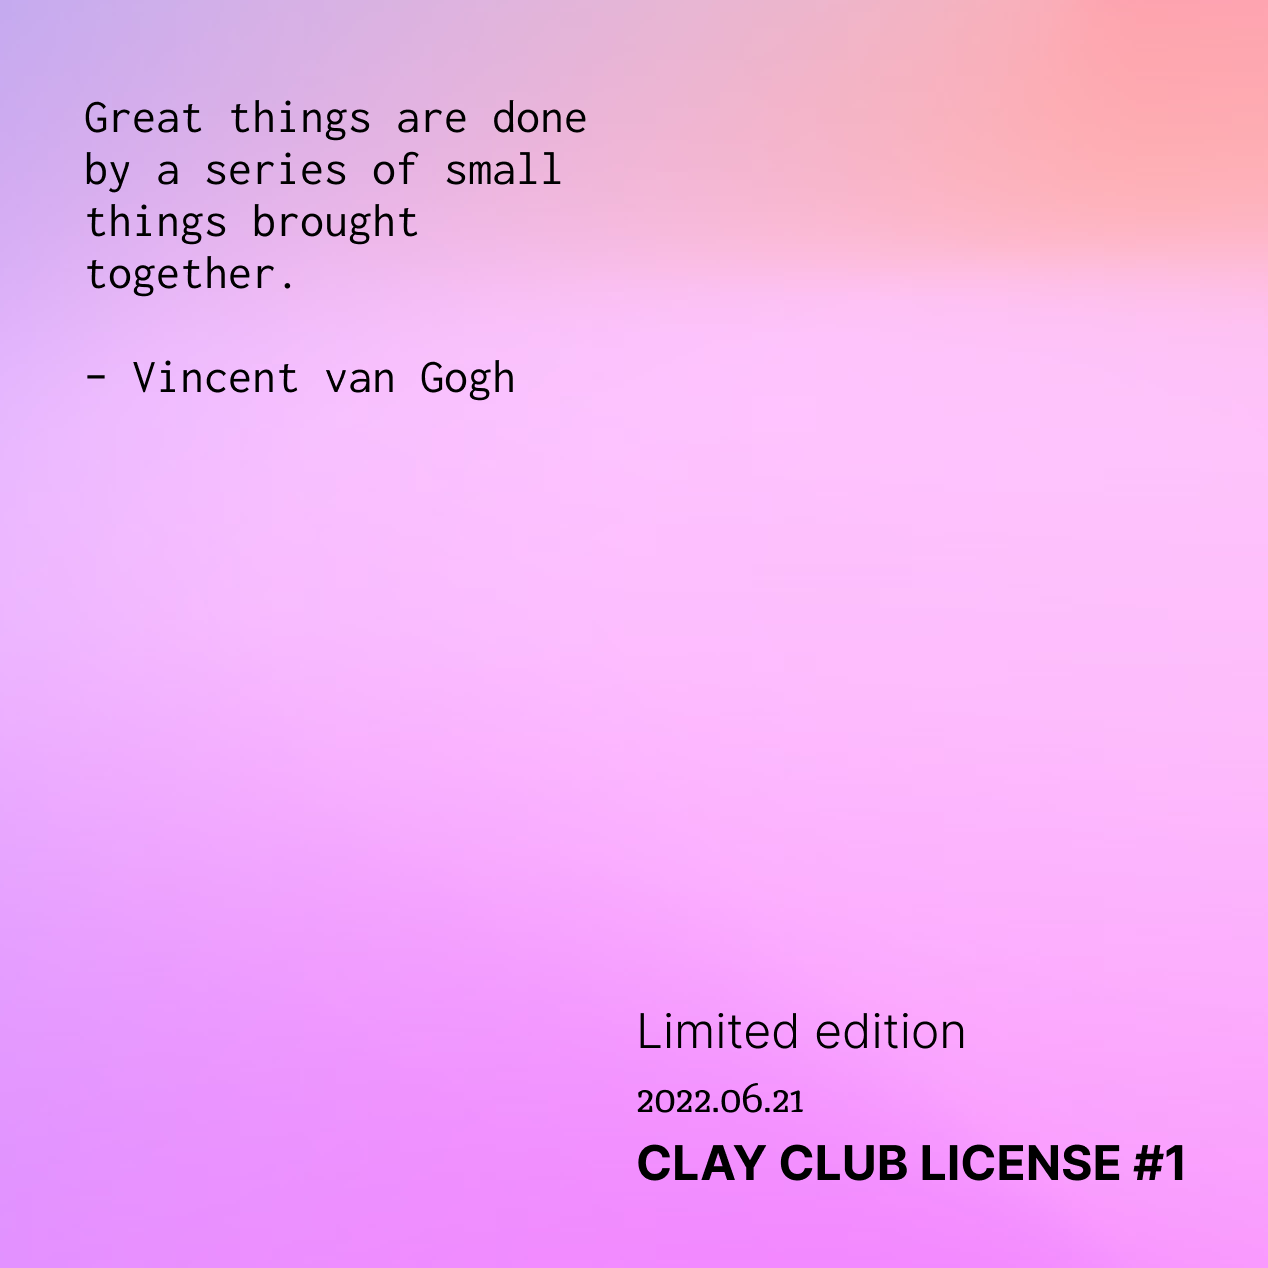 Great things are done
by a series of small
things brought
together.
- Vincent van Gogh
Limited edition
2022.06.21
CLAY CLUB LICENSE #1